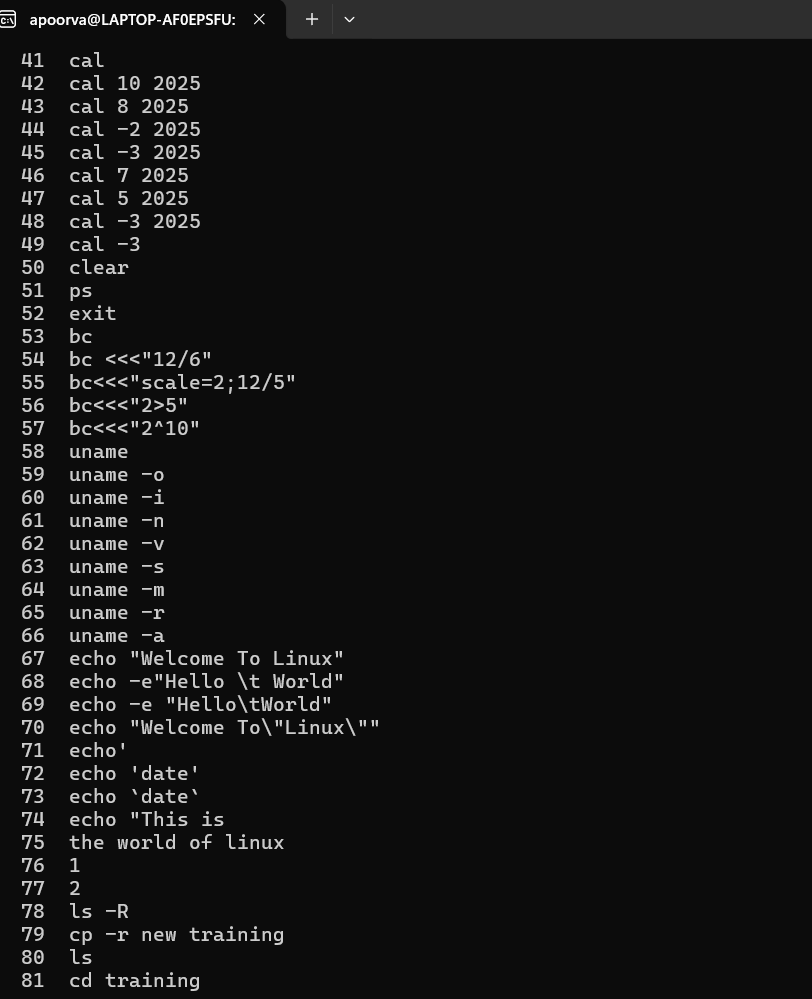 apoorva@LAPTOP-AF0EPSFU:
41 cal
42 cal 10 2025
43 cal 8 2025
44 cal -2 2025
45 cal -3 2025
46 cal 7 2025
47 cal 5 2025
48 cal -3 2025
49 cal -3
50 clear
51 ps
52 exit
53 bc
54 bc <<<"12/6"
55 bc<<<"scale=2;12/5"
56 bc<<<"2>5"
57 bc<<<"2^10"
58 uname
59 uname -o
60 uname -i
61 uname -n
62 uname -v
63 uname -s
64 uname -m
65 uname -r
66 uname -a
67 echo "Welcome To Linux"
68 echo -e"Hello \t World"
69 echo -e "Hello\tWorld"
70 echo "Welcome To\"Linux\""
71 echo'
72 echo 'date'
73 echo `date`
74 echo "This is
75 the world of linux
76 1
77 2
78 ls -R
79 cp -r new training
80 ls
81 cd training